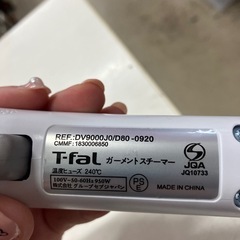 REF.:DV9000J0/D80-0920
CMMF:1830006850
T-fal ガーメントスチーマー
温度ヒューズ 240℃
100V~50-60Hz 950W
株式会社 グループセブジャパン
PS
E
JQA
JQ10733
MADE IN CHINA